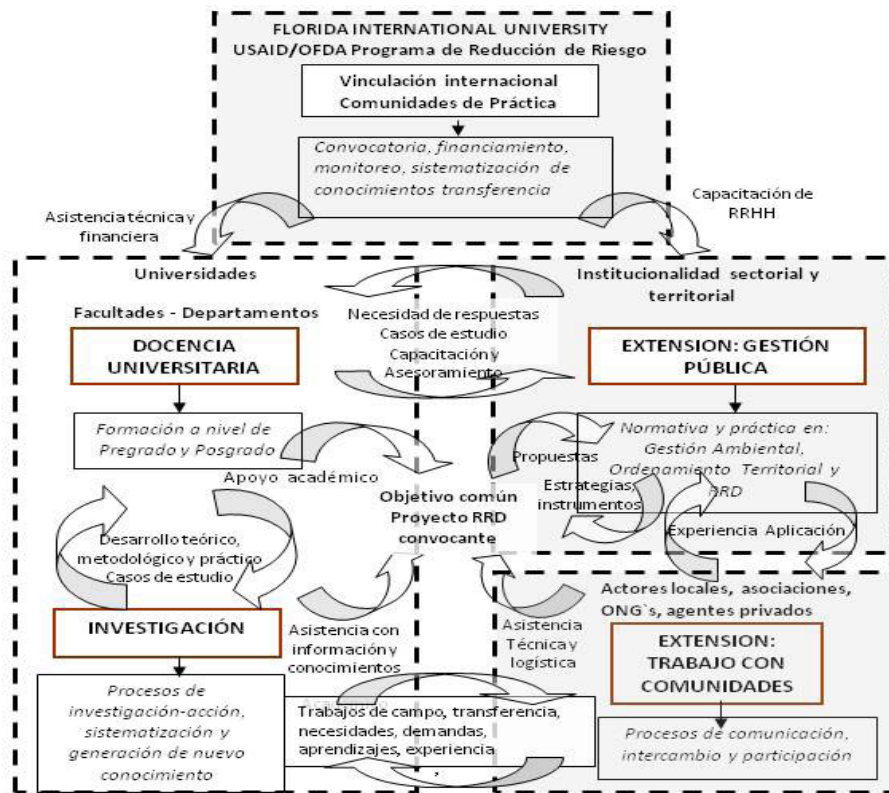 FLORIDA INTERNATIONAL UNIVERSITY
USAID/OFDA Programa de Reducción de Riesgo
Vinculación internacional
Comunidades de Práctica
Convocatoria, financiamiento,
monitoreo, sistematización de
conocimientos transferencia
Asistencia técnica y
financiera
Capacitación de
RRHH
Universidades
Facultades - Departamentos
DOCENCIA
UNIVERSITARIA
Formación a nivel de
Pregrado y Posgrado
Necesidad de respuestas
Casos de estudio
Capacitación y
Asesoramiento
Institucionalidad sectorial y
territorial
EXTENSION: GESTIÓN
PÚBLICA
Normativa y práctica en:
Gestión Ambiental,
Ordenamiento Territorial y
RRD
Apoyo académico
Propuestas
Estrategias,
instrumentos
Objetivo común
Proyecto RRD
convocante
Desarrollo teórico,
metodológico y práctico
Casos de estudio
Experiencia Aplicación
INVESTIGACIÓN
Procesos de
investigación-acción,
sistematización y
generación de nuevo
conocimiento
Asistencia con
información y
conocimientos
Asistencia
Técnica y
logística
Actores locales, asociaciones,
ONG`s, agentes privados
EXTENSION:
TRABAJO CON
COMUNIDADES
Procesos de comunicación,
intercambio y participación
Trabajos de campo, transferencia,
necesidades, demandas,
aprendizajes, experiencia
,